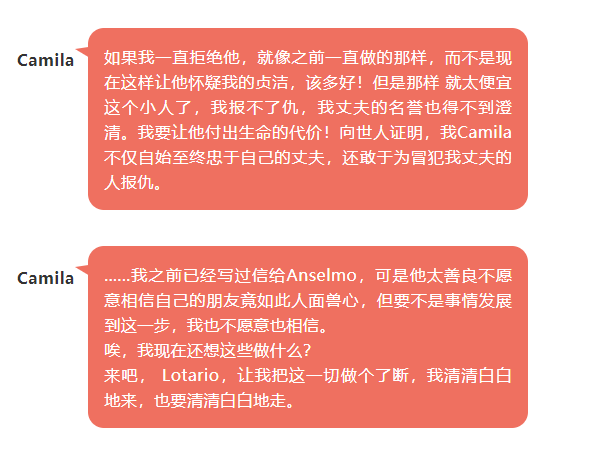 Camila
如果我一直拒绝他，就像之前一直做的那样，而不是现
在这样让他怀疑我的贞洁，该多好！但是那样 就太便宜
这个小人了，我报不了仇，我丈夫的名誉也得不到澄
清。我要让他付出生命的代价！向世人证明，我Camila
不仅自始至终忠于自己的丈夫，还敢于为冒犯我丈夫的
人报仇。
Camila
......我之前已经写过信给Anselmo，可是他太善良不愿
意相信自己的朋友竟如此人面兽心，但要不是事情发展
到这一步，我也不愿意也相信。
唉，我现在还想这些做什么？
来吧， Lotario，让我把这一切做个了断，我清清白白
地来，也要清清白白地走。